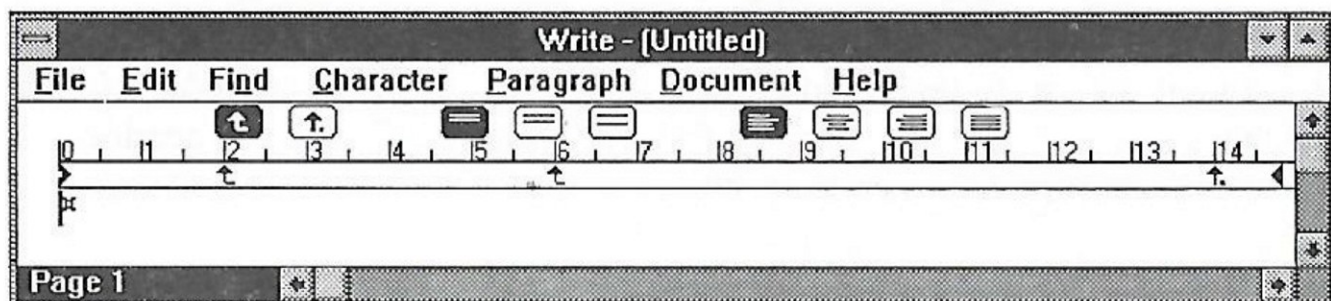 Write - (Untitled)
File Edit Find Character Paragraph Document Help
0 1 2 3 4 5 6 7 8 9 10 11 12 13 14
¤
Page 1